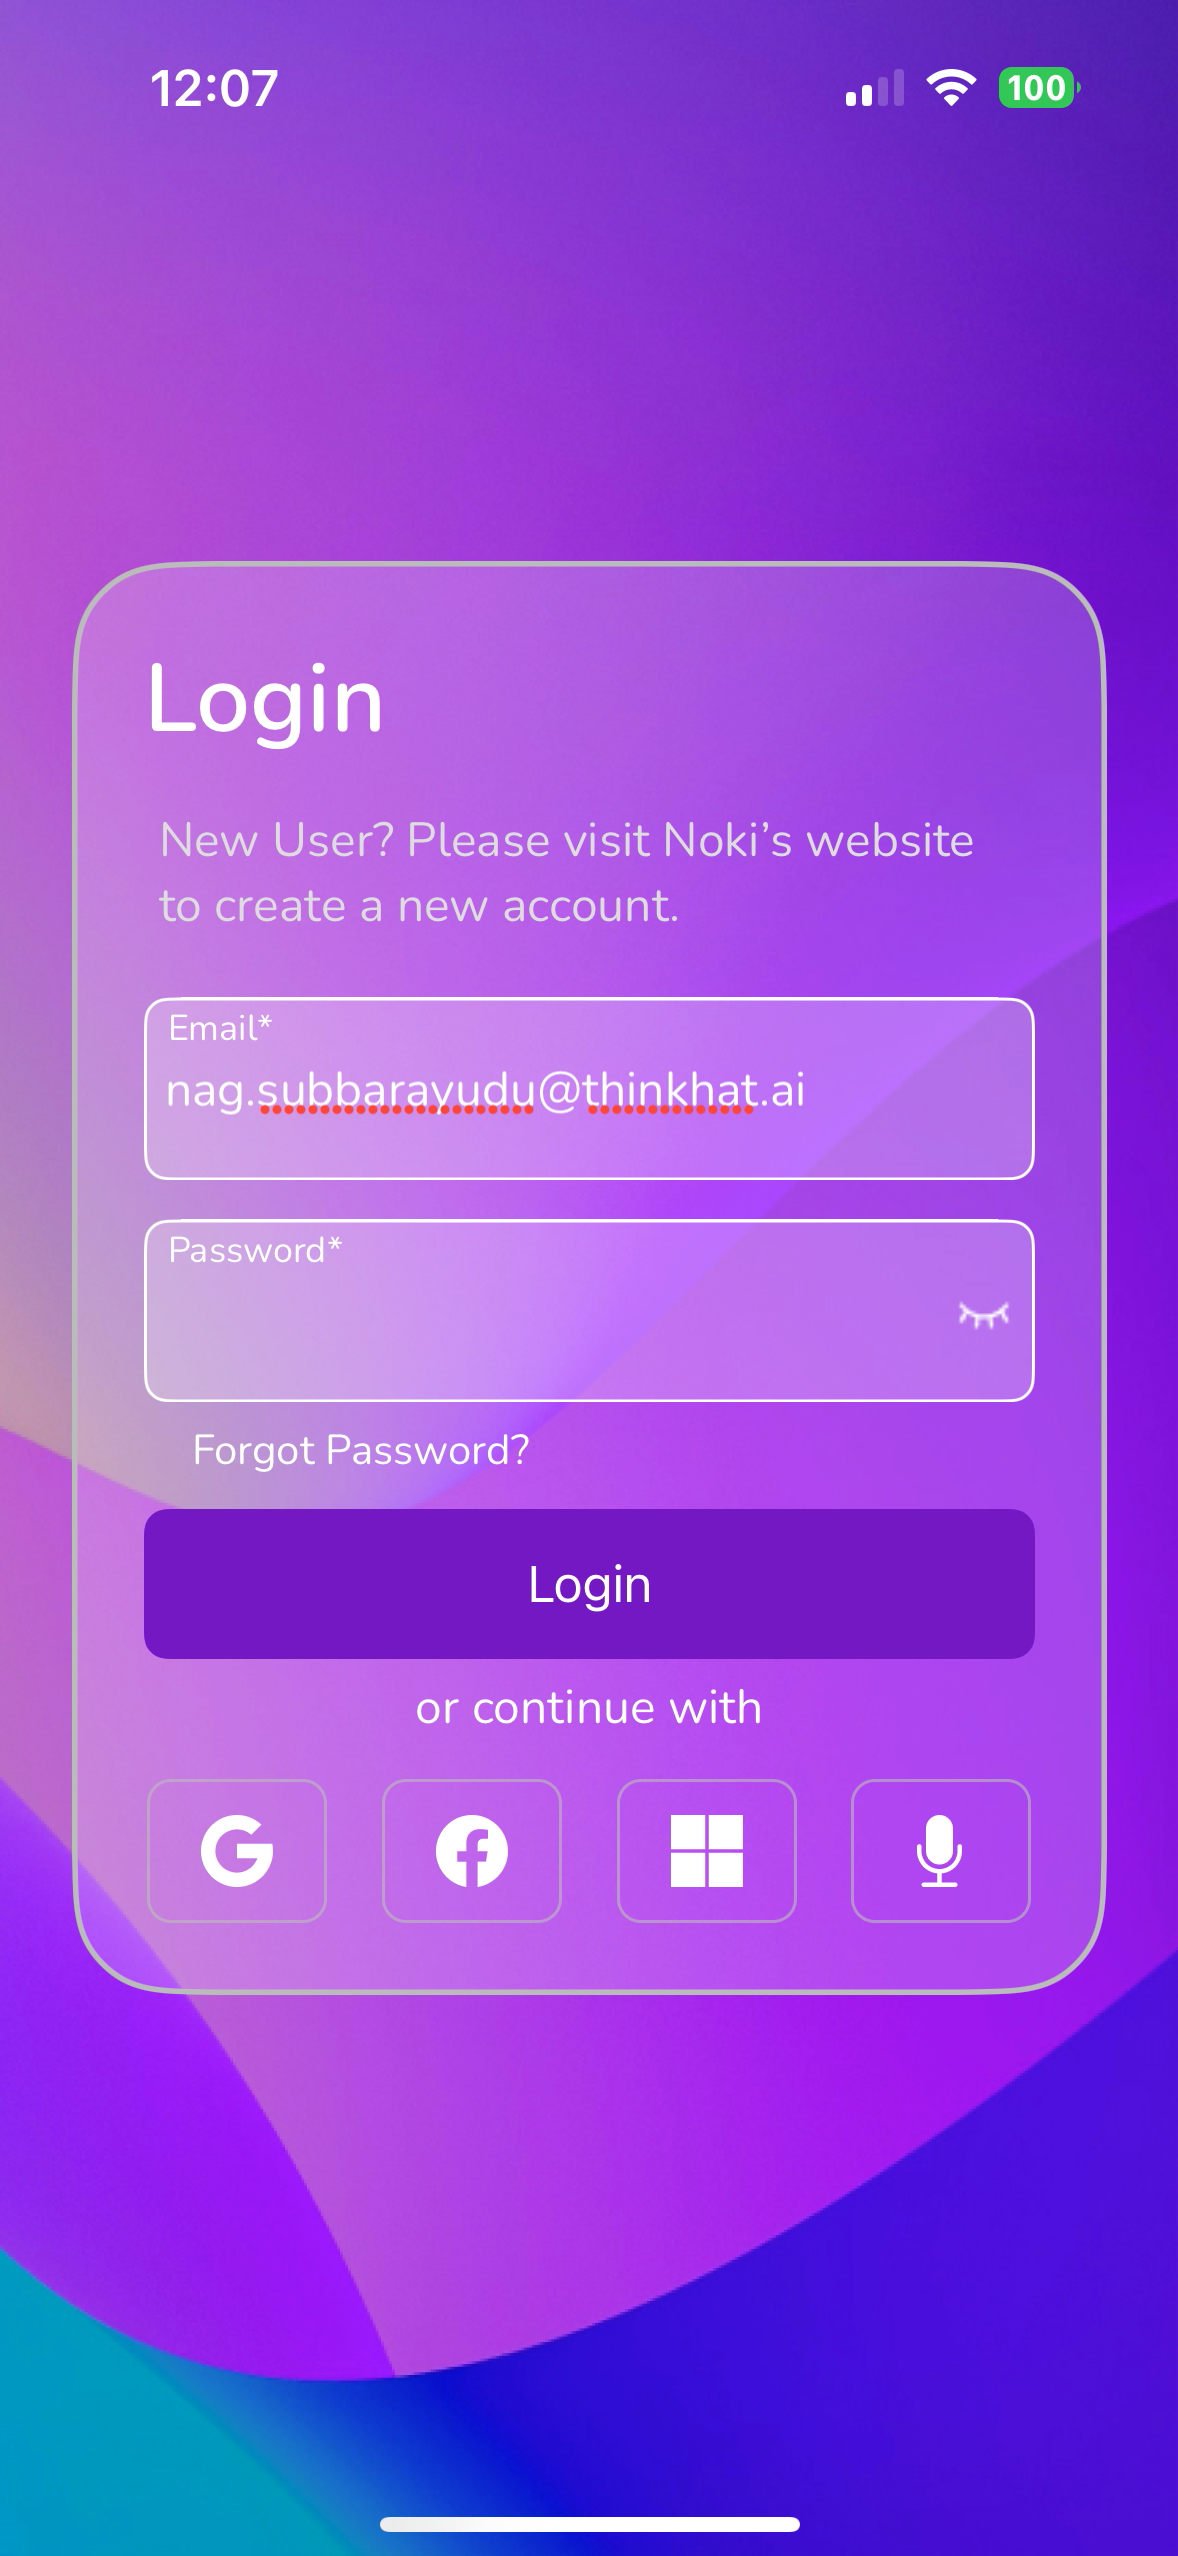 12:07
100
Login
New User? Please visit Noki's website
to create a new account.
Email*
nag.subbarayudu@thinkhat.ai
Password*
Forgot Password?
Login
or continue with